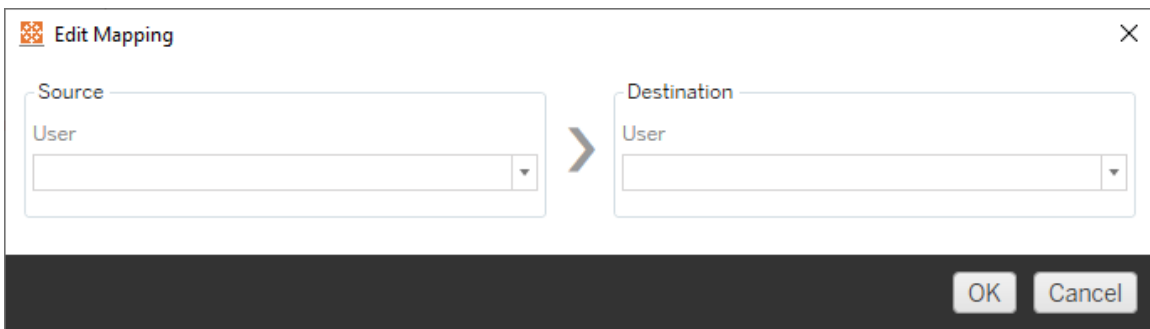 Edit Mapping
Source
User
Destination
User
OK
Cancel